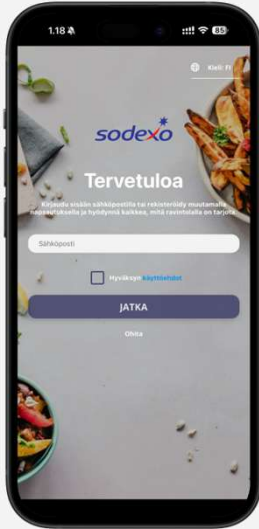 1.18
85
Kieli: FI
sodexo
Tervetuloa
Kirjaudu sisään sähköpostilla tai rekisteröidy muutamalla
napautuksella ja hyödynnä kaikkea, mitä ravintolalla on tarjota
Sähköposti
Hyväksyn käyttöehdot
JATKA
Ohita